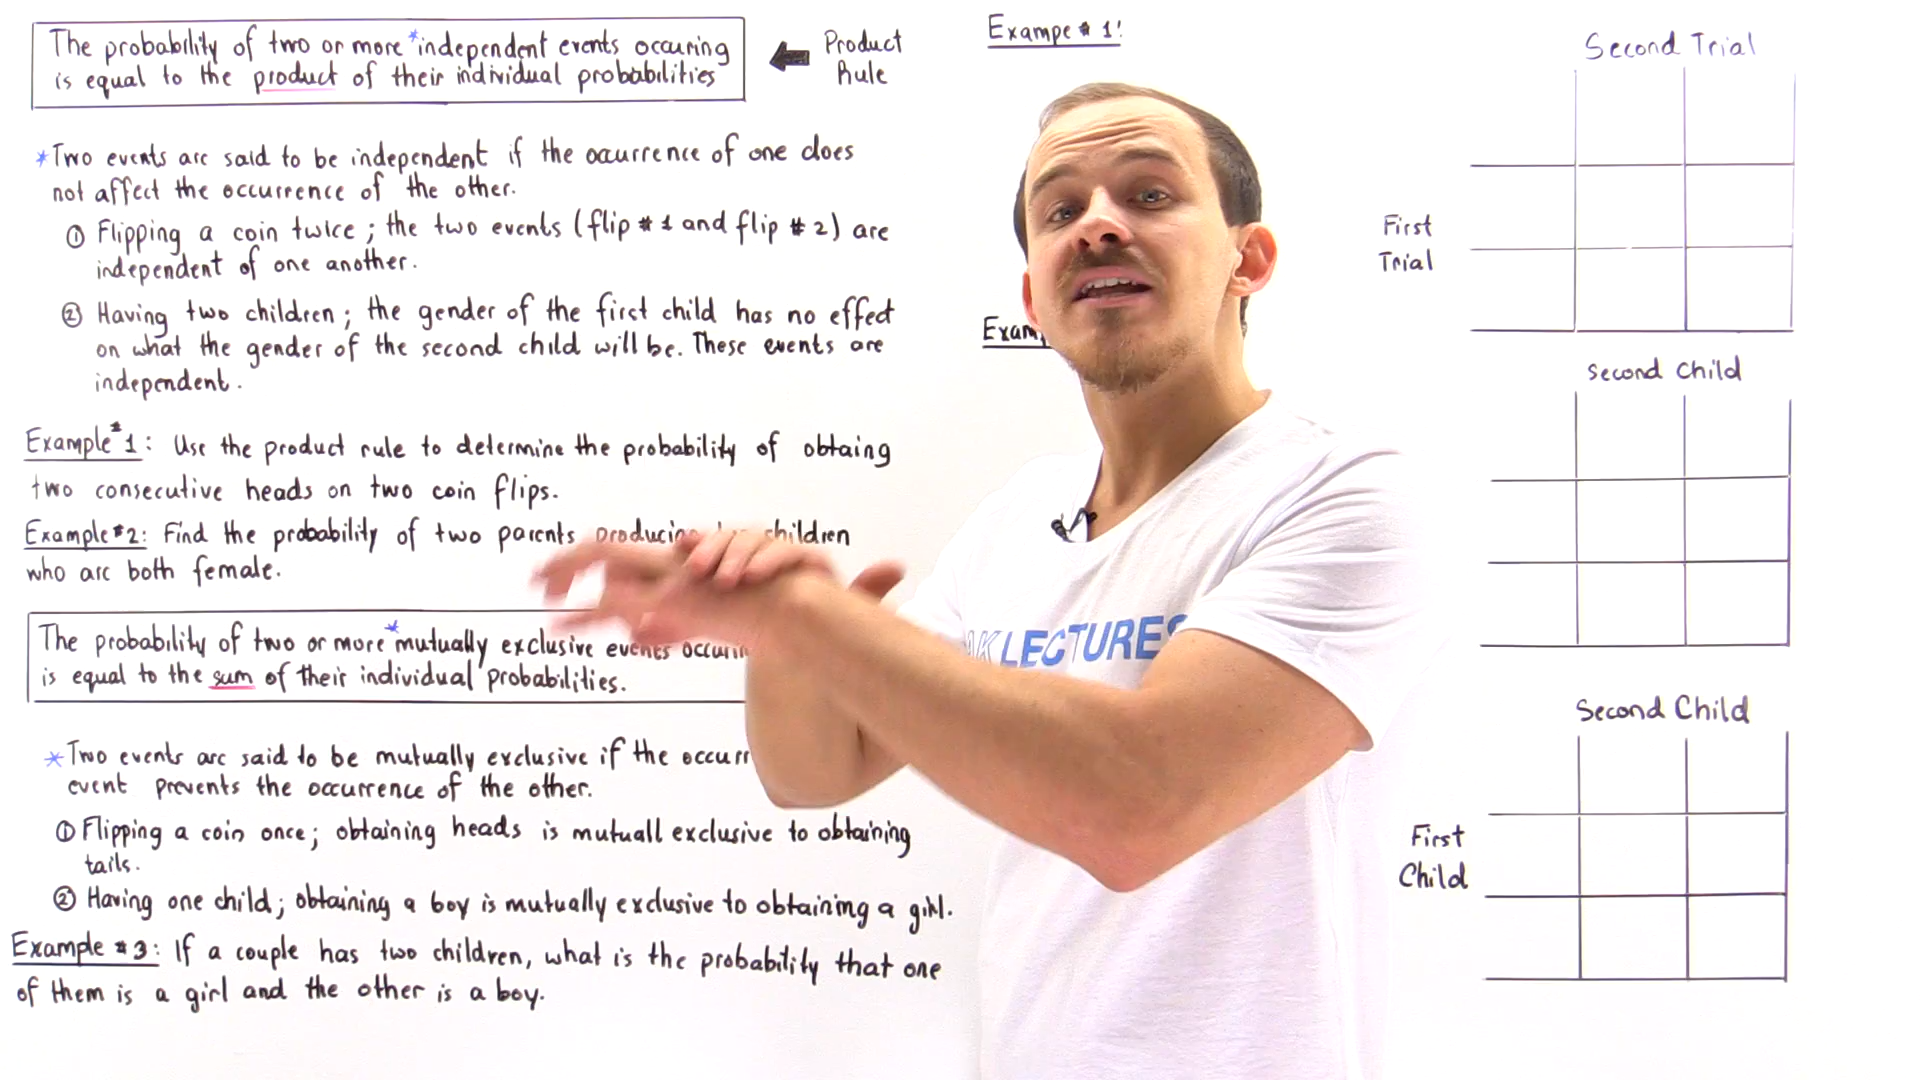 The probability of two or more *independent events occuring
is equal to the product of their individual probabilities
Product
Rule
*Two events are said to be independent if the ocurrence of one does
not affect the occurrence of the other.
① Flipping a coin twice ; the two events (flip #1 and flip #2) are
independent of one another.
② Having two children ; the gender of the first child has no effect
on what the gender of the second child will be. These events are
independent.
Example #1: Use the product rule to determine the probability of obtaing
two consecutive heads on two coin flips.
Example #2: Find the probability of two parents producing children
who are both female.
The probability of two or more *mutually exclusive events occurin
is equal to the sum of their individual probabilities.
*Two events are said to be mutually exclusive if the occurr
event prevents the occurrence of the other.
① Flipping a coin once; obtaining heads is mutuall exclusive to obtaining
tails.
② Having one child; obtaining a boy is mutually exclusive to obtaining a girl.
Example #3: If a couple has two children, what is the probability that one
of them is a girl and the other is a boy.
Exampe #1:
Exam
AK LECTURES
Second Trial
First
Trial
Second Child
Second Child
First
Child